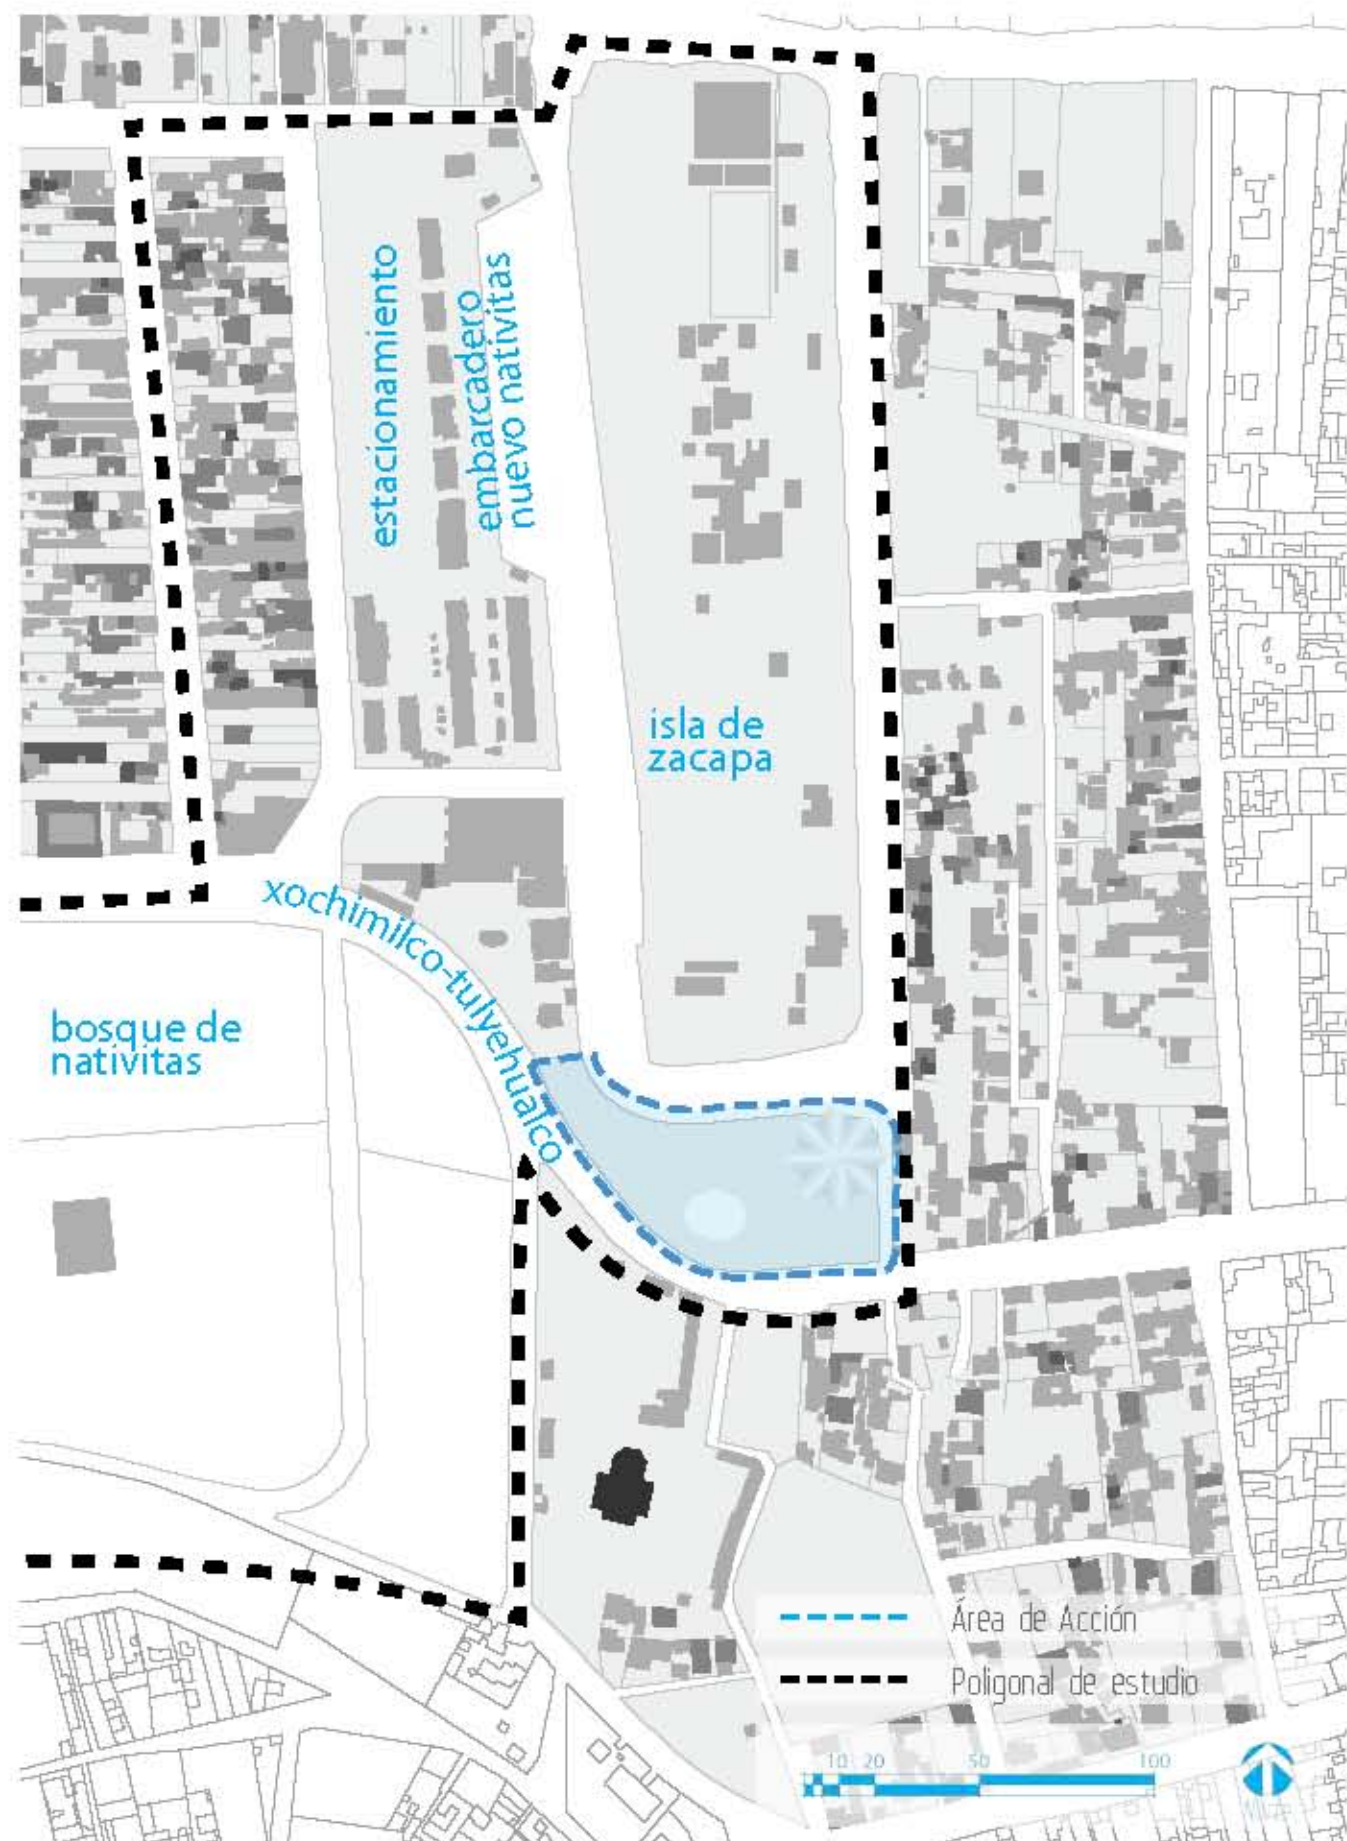 estacionamiento
embarcadero
nuevo nativitas
isla de
zacapa
xochimilco-tulyehualco
bosque de
nativitas
Área de Acción
Poligonal de estudio
10 20 50 100